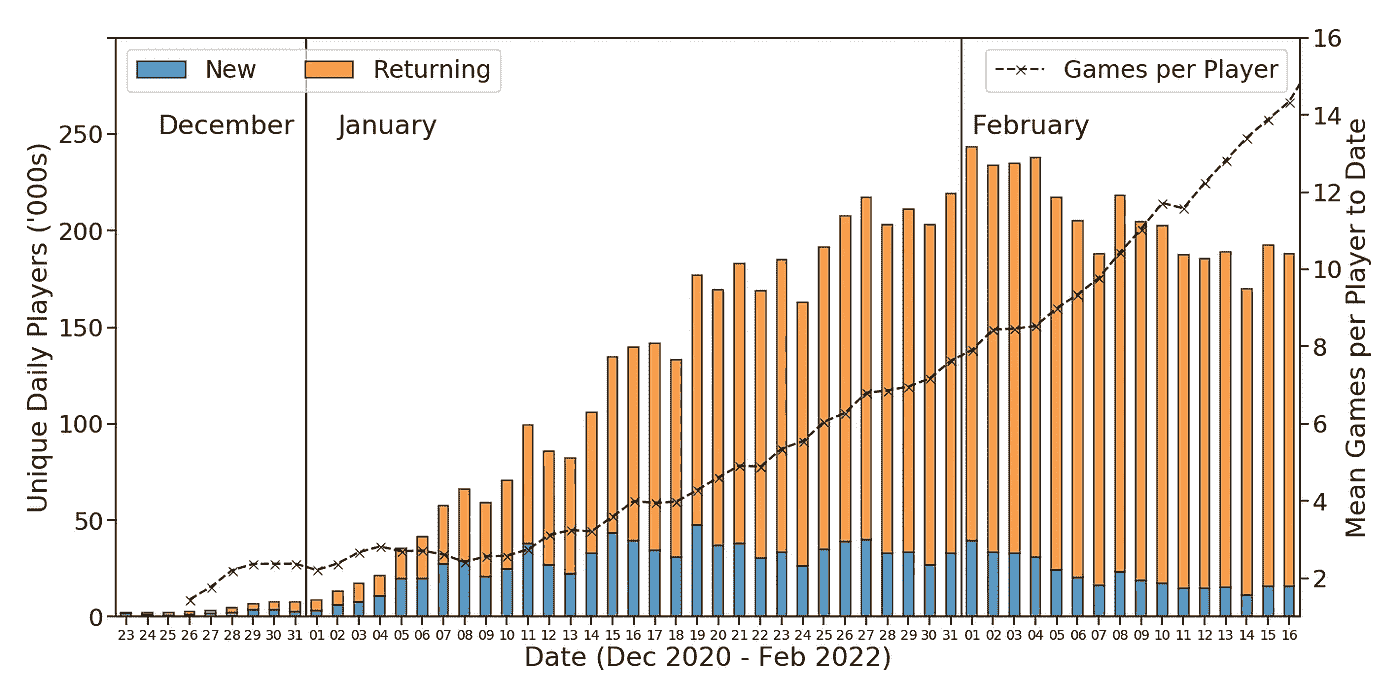 New
Returning
Games per Player
December
January
February
Unique Daily Players ('000s)
250
200
150
100
50
0
16
14
12
10
8
6
4
2
Mean Games per Player to Date
23 24 25 26 27 28 29 30 31 01 02 03 04 05 06 07 08 09 10 11 12 13 14 15 16 17 18 19 20 21 22 23 24 25 26 27 28 29 30 31 01 02 03 04 05 06 07 08 09 10 11 12 13 14 15 16
Date (Dec 2020 - Feb 2022)